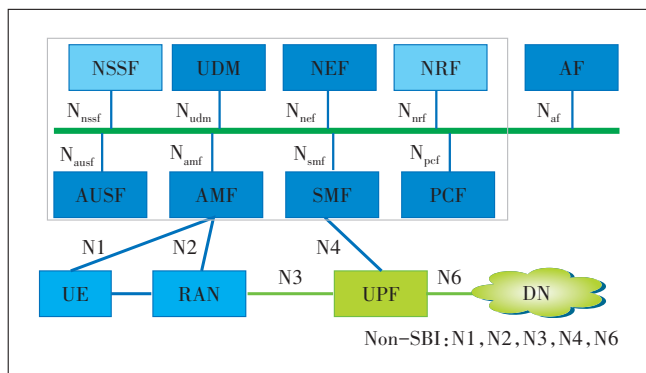 NSSF UDM NEF NRF AF
Nnssf Nudm Nnef Nnrf Naf
Nausf Namf Nsmf Npcf
AUSF AMF SMF PCF
N1 N2 N4
UE RAN N3 UPF N6 DN
Non-SBI:N1,N2,N3,N4,N6